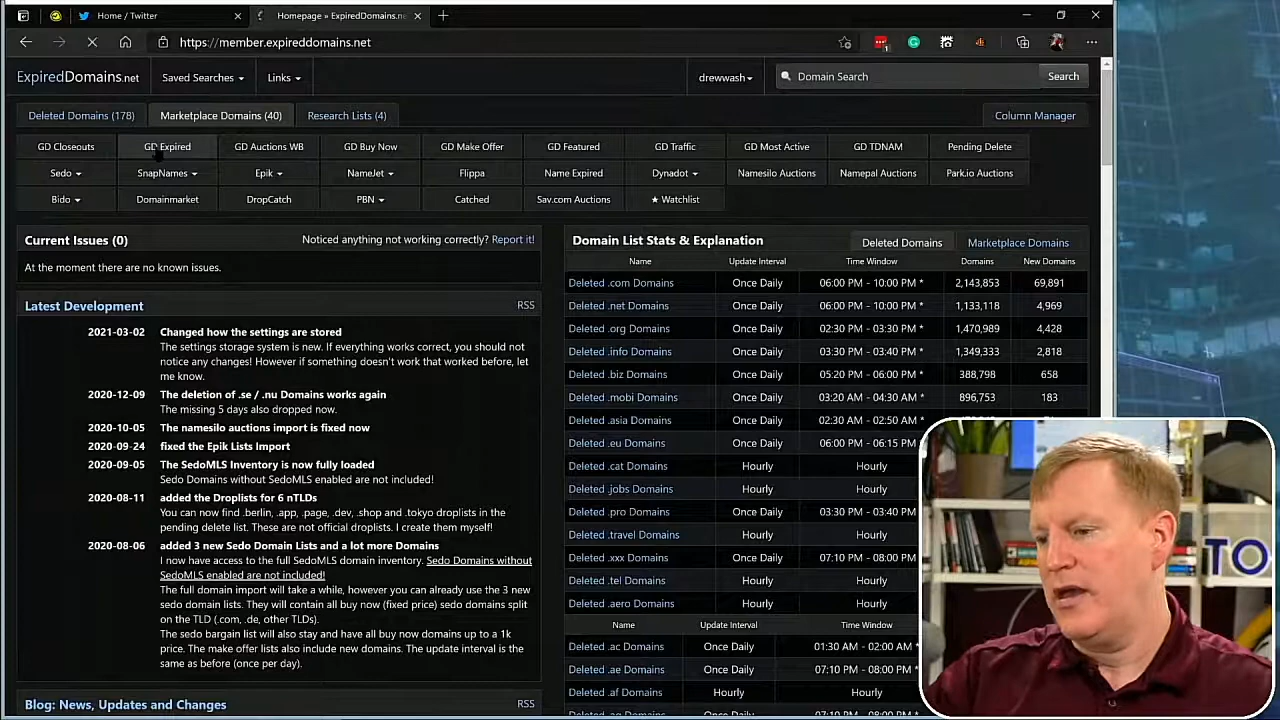 Home / Twitter
Homepage » ExpiredDomains.ne
https://member.expireddomains.net
1
ExpiredDomains.net
Saved Searches
Links
drewwash
Domain Search
Search
Deleted Domains (178)
Marketplace Domains (40)
Research Lists (4)
Column Manager
GD Closeouts
GD Expired
GD Auctions WB
GD Buy Now
GD Make Offer
GD Featured
GD Traffic
GD Most Active
GD TDNAM
Pending Delete
Sedo
SnapNames
Epik
NameJet
Flippa
Name Expired
Dynadot
Namesilo Auctions
Namepal Auctions
Park.io Auctions
Bido
Domainmarket
DropCatch
PBN
Catched
Sav.com Auctions
★ Watchlist
Current Issues (0)
Noticed anything not working correctly? Report it!
At the moment there are no known issues.
Latest Development
RSS
2021-03-02 Changed how the settings are stored
The settings storage system is new. If everything works correct, you should not
notice any changes! However if something doesn't work that worked before, let
me know.
2020-12-09 The deletion of .se / .nu Domains works again
The missing 5 days also dropped now.
2020-10-05 The namesilo auctions import is fixed now
2020-09-24 fixed the Epik Lists Import
2020-09-05 The SedoMLS Inventory is now fully loaded
Sedo Domains without SedoMLS enabled are not included!
2020-08-11 added the Droplists for 6 nTLDs
You can now find .berlin, .app, .page, .dev, .shop and .tokyo droplists in the
pending delete list. These are not official droplists. I create them myself!
2020-08-06 added 3 new Sedo Domain Lists and a lot more Domains
I now have access to the full SedoMLS domain inventory. Sedo Domains without
SedoMLS enabled are not included!
The full domain import will take a while, however you can already use the 3 new
sedo domain lists. They will contain all buy now (fixed price) sedo domains split
on the TLD (.com, .de, other TLDs).
The sedo bargain list will also stay and have all buy now domains up to a 1k
price. The make offer lists also include new domains. The update interval is the
same as before (once per day).
Blog: News, Updates and Changes
RSS
Domain List Stats & Explanation
Deleted Domains
Marketplace Domains
Name Update Interval Time Window Domains New Domains
Deleted .com Domains Once Daily 06:00 PM - 10:00 PM * 2,143,853 69,891
Deleted .net Domains Once Daily 06:00 PM - 10:00 PM * 1,133,118 4,969
Deleted .org Domains Once Daily 02:30 PM - 03:30 PM * 1,470,989 4,428
Deleted .info Domains Once Daily 03:30 PM - 03:40 PM * 1,349,333 2,818
Deleted .biz Domains Once Daily 05:20 PM - 06:00 PM * 388,798 658
Deleted .mobi Domains Once Daily 03:20 AM - 04:30 AM * 896,753 183
Deleted .asia Domains Once Daily 02:30 AM - 02:50 AM *
Deleted .eu Domains Once Daily 06:00 PM - 06:15 PM *
Deleted .cat Domains Hourly Hourly
Deleted .jobs Domains Hourly Hourly
Deleted .pro Domains Once Daily 03:30 PM - 03:40 PM
Deleted .travel Domains Hourly Hourly
Deleted .xxx Domains Once Daily 07:10 PM - 08:00 PM
Deleted .tel Domains Hourly Hourly
Deleted .aero Domains Hourly Hourly
Name Update Interval Time Window
Deleted .ac Domains Once Daily 01:30 AM - 02:00 AM *
Deleted .ae Domains Once Daily 07:10 PM - 08:00 PM *
Deleted .af Domains Hourly Hourly
Deleted .ag Domains Once Daily 07:10 PM - 08:00 PM *
TO